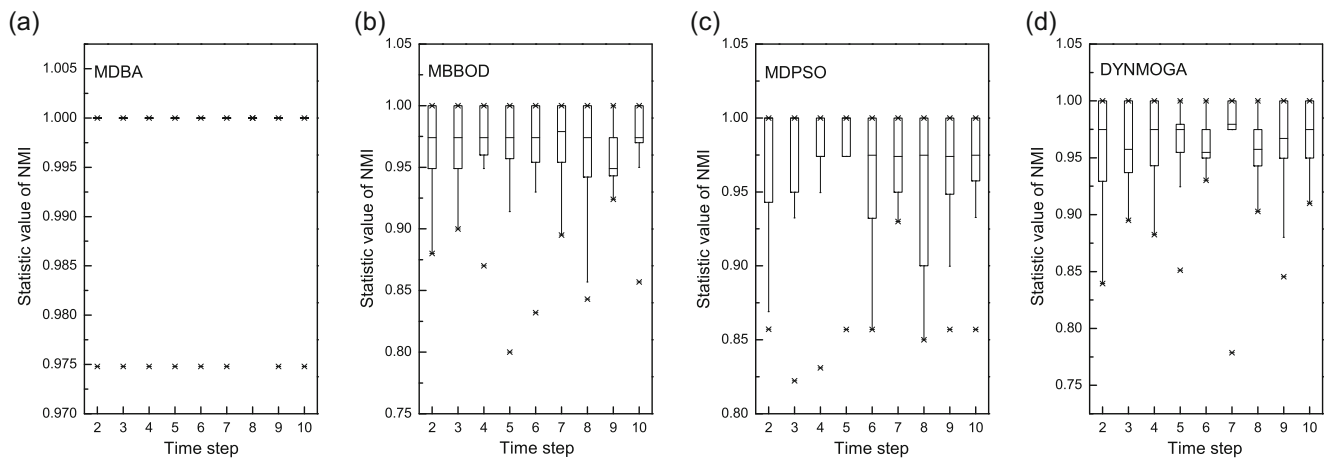 (a)
MDBA
Statistic value of NMI
1.005
1.000
0.995
0.990
0.985
0.980
0.975
0.970
2 3 4 5 6 7 8 9 10
Time step
(b)
MBBOD
Statistic value of NMI
1.05
1.00
0.95
0.90
0.85
0.80
0.75
2 3 4 5 6 7 8 9 10
Time step
(c)
MDPSO
Statistic value of NMI
1.05
1.00
0.95
0.90
0.85
0.80
2 3 4 5 6 7 8 9 10
Time step
(d)
DYNMOGA
Statistic value of NMI
1.05
1.00
0.95
0.90
0.85
0.80
0.75
2 3 4 5 6 7 8 9 10
Time step